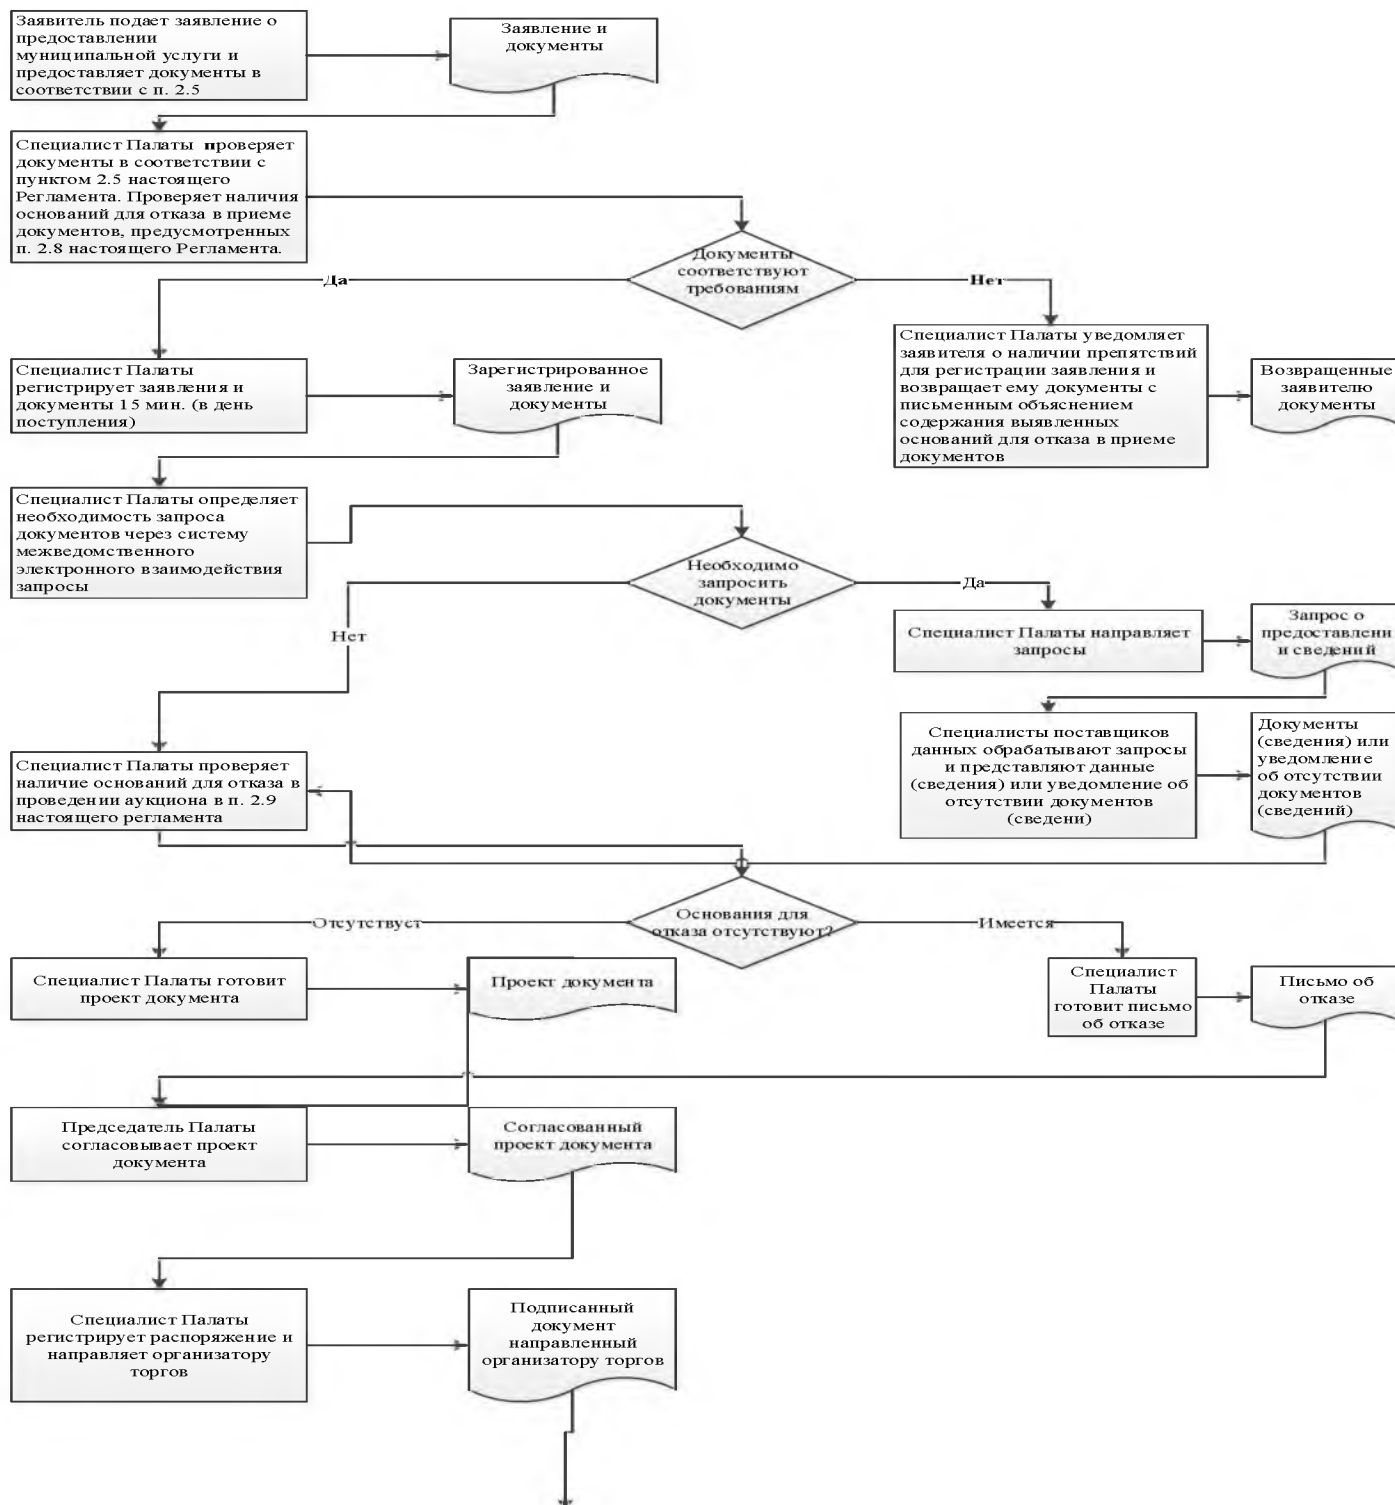 Заявитель подает заявление о
предоставлении
муниципальной услуги и
предоставляет документы в
соответствии с п. 2.5
Заявление и
документы
Специалист Палаты проверяет
документы в соответствии с
пунктом 2.5 настоящего
Регламента. Проверяет наличия
оснований для отказа в приеме
документов, предусмотренных
п. 2.8 настоящего Регламента.
Документы
соответствуют
требованиям
Да
Нет
Специалист Палаты
регистрирует заявления и
документы 15 мин. (в день
поступления)
Зарегистрированное
заявление и
документы
Специалист Палаты уведомляет
заявителя о наличии препятствий
для регистрации заявления и
возвращает ему документы с
письменным объяснением
содержания выявленных
оснований для отказа в приеме
документов
Возвращенные
заявителю
документы
Специалист Палаты определяет
необходимость запроса
документов через систему
межведомственного
электронного взаимодействия
запросы
Необходимо
запросить
документы
Да
Нет
Специалист Палаты направляет
запросы
Запрос о
предоставлени
и сведений
Специалисты поставщиков
данных обрабатывают запросы
и представляют данные
(сведения) или уведомление об
отсутствии документов
(сведени)
Документы
(сведения) или
уведомление
об отсутствии
документов
(сведений)
Специалист Палаты проверяет
наличие оснований для отказа в
проведении аукциона в п. 2.9
настоящего регламента
Основания для
отказа отсутствуют?
Отсутствует
Имеется
Специалист Палаты готовит
проект документа
Проект документа
Специалист
Палаты
готовит письмо
об отказе
Письмо об
отказе
Председатель Палаты
согласовывает проект
документа
Согласованный
проект документа
Специалист Палаты
регистрирует распоряжение и
направляет организатору
торгов
Подписанный
документ
направленный
организатору торгов